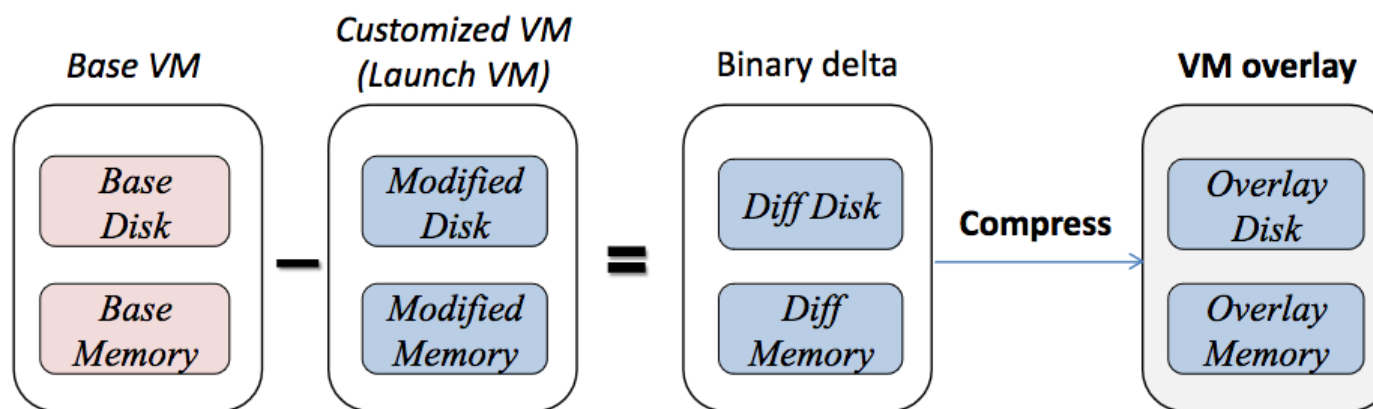 Base VM
Customized VM
(Launch VM)
Binary delta
VM overlay
Base
Disk
Modified
Disk
Diff Disk
Overlay
Disk
−
=
Compress
Base
Memory
Modified
Memory
Diff
Memory
Overlay
Memory